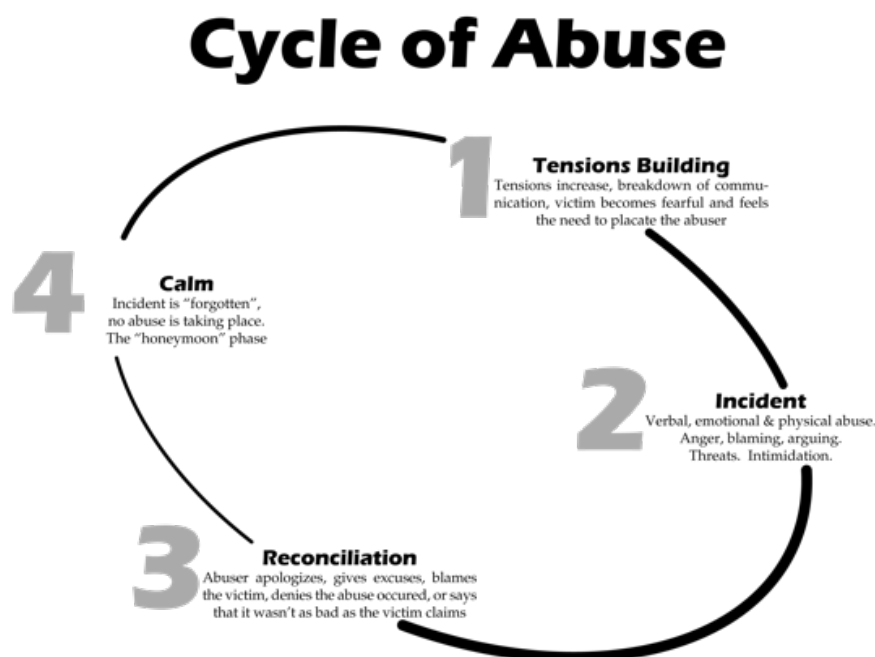 Cycle of Abuse
1
Tensions Building
Tensions increase, breakdown of commu-
nication, victim becomes fearful and feels
the need to placate the abuser
2
Incident
Verbal, emotional & physical abuse.
Anger, blaming, arguing.
Threats. Intimidation.
3
Reconciliation
Abuser apologizes, gives excuses, blames
the victim, denies the abuse occured, or says
that it wasn't as bad as the victim claims
4
Calm
Incident is “forgotten”,
no abuse is taking place.
The “honeymoon” phase